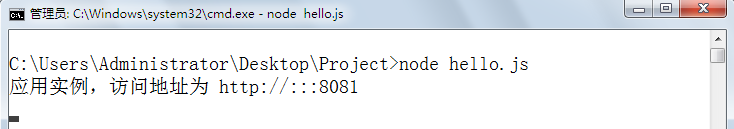 管理员: C:\Windows\system32\cmd.exe - node  hello.js
C:\Users\Administrator\Desktop\Project>node hello.js
应用实例，访问地址为 http://:::8081